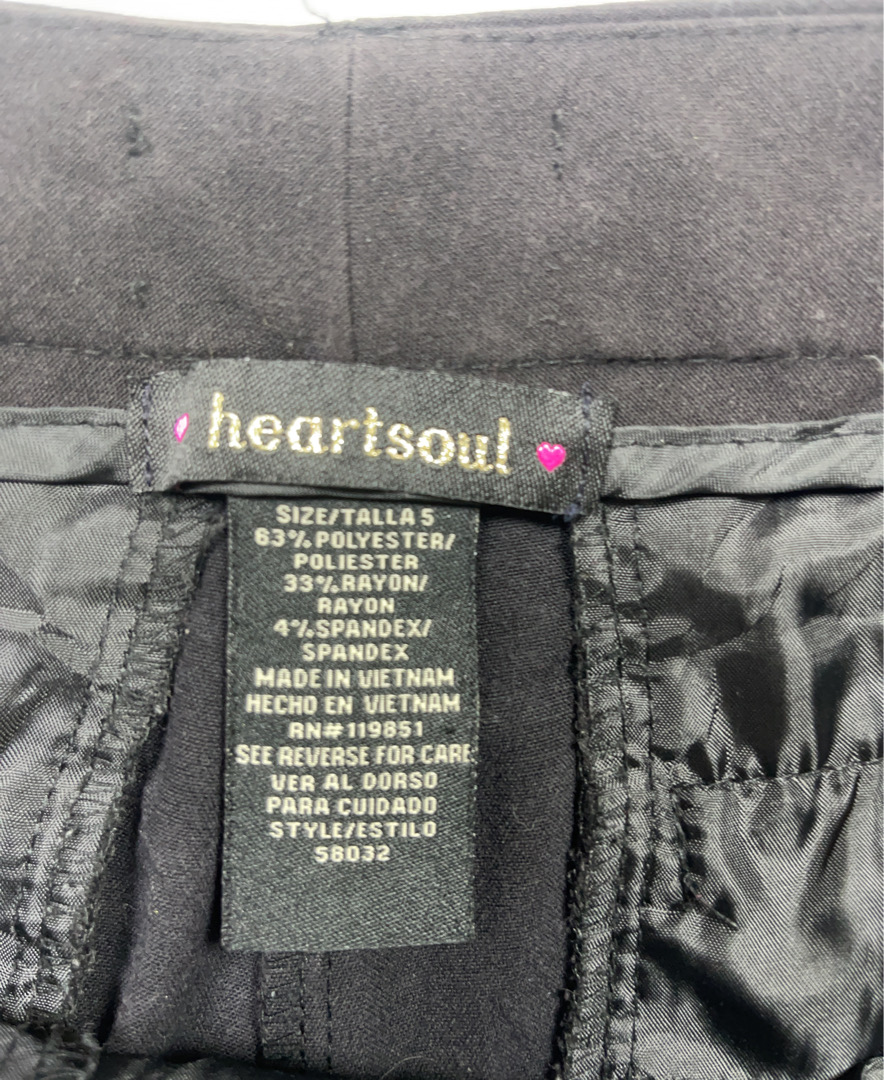 heartsoul
SIZE/TALLA 5
63% POLYESTER/
POLIESTER
33% RAYON/
RAYON
4% SPANDEX/
SPANDEX
MADE IN VIETNAM
HECHO EN VIETNAM
RN# 119851
SEE REVERSE FOR CARE
VER AL DORSO
PARA CUIDADO
STYLE/ESTILO
58032